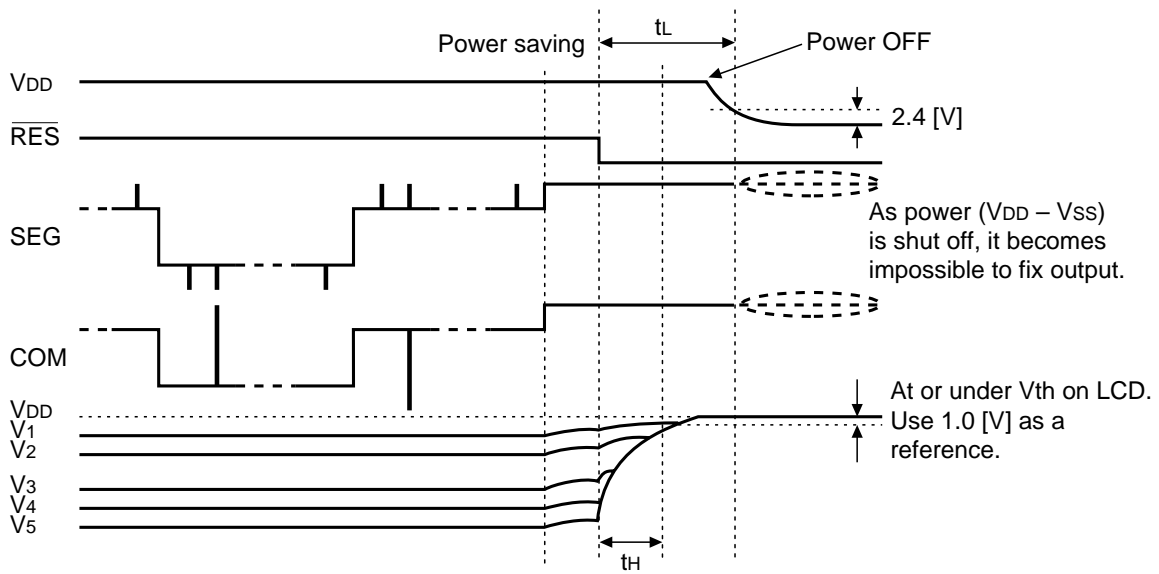 tL
Power saving
Power OFF
VDD
2.4 [V]
RES
As power (VDD – VSS)
is shut off, it becomes
impossible to fix output.
SEG
COM
At or under Vth on LCD.
Use 1.0 [V] as a
reference.
VDD
V1
V2
V3
V4
V5
tH